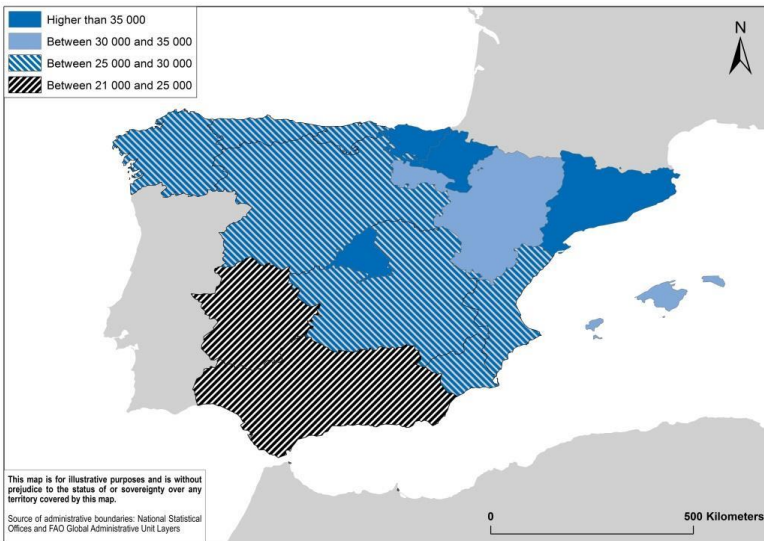 Higher than 35 000
Between 30 000 and 35 000
Between 25 000 and 30 000
Between 21 000 and 25 000
N
This map is for illustrative purposes and is without
prejudice to the status of or sovereignty over any
territory covered by this map.
Source of administrative boundaries: National Statistical
Offices and FAO Global Administrative Unit Layers
0 500 Kilometers